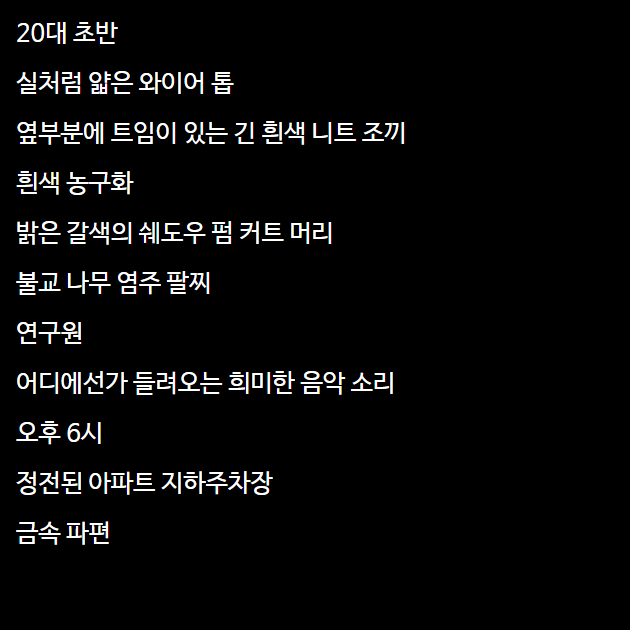 20대 초반
실처럼 얇은 와이어 톱
옆부분에 트임이 있는 긴 흰색 니트 조끼
흰색 농구화
밝은 갈색의 쉐도우 펌 커트 머리
불교 나무 염주 팔찌
연구원
어디에선가 들려오는 희미한 음악 소리
오후 6시
정전된 아파트 지하주차장
금속 파편